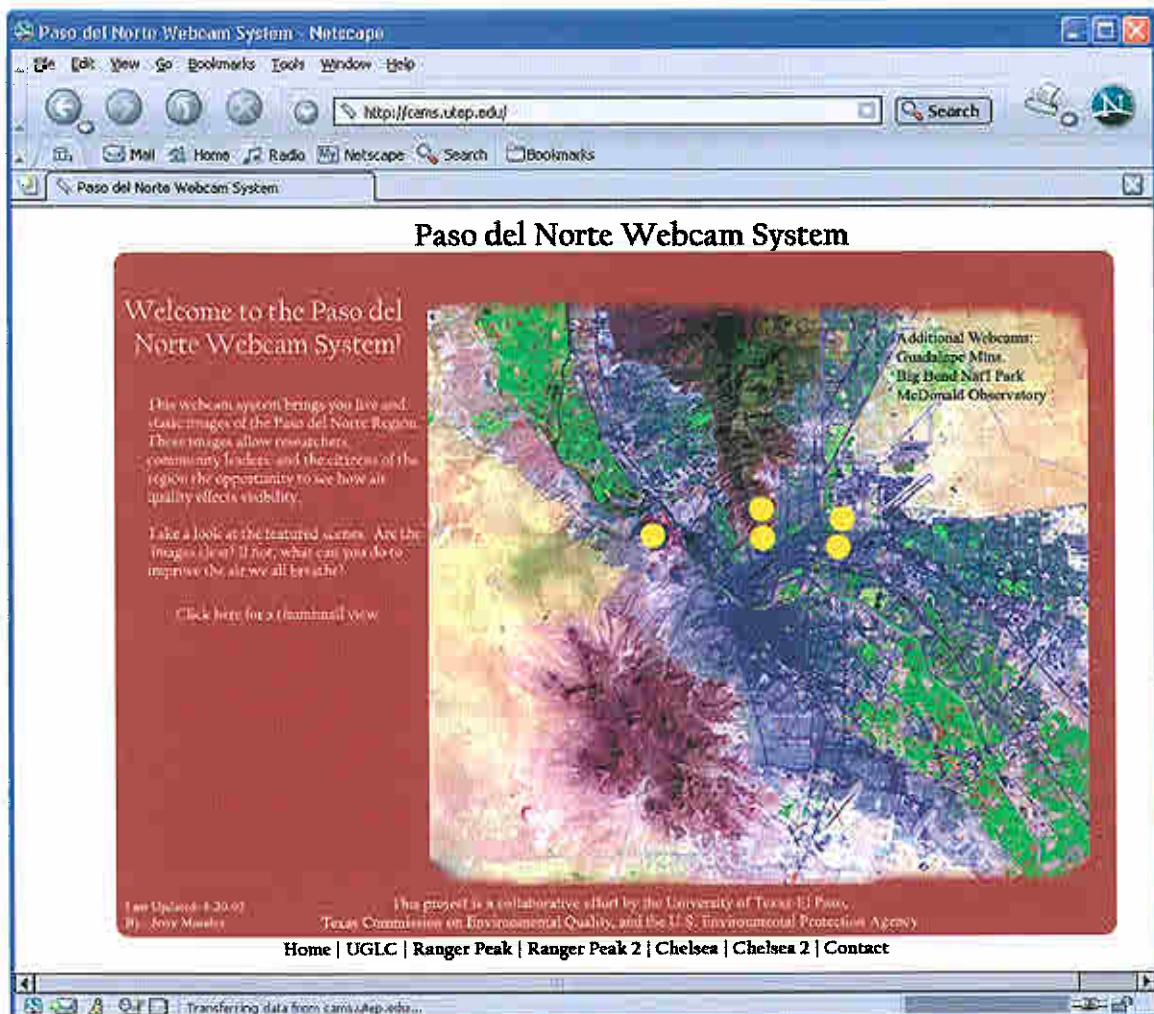 Paso del Norte Webcam System - Netscape
File Edit View Go Bookmarks Tools Window Help
http://cams.utep.edu/
Search
N
Mail Home Radio My Netscape Search Bookmarks
Paso del Norte Webcam System
Paso del Norte Webcam System
Welcome to the Paso del
Norte Webcam System!
This webcam system brings you live and
static images of the Paso del Norte Region.
These images allow researchers,
community leaders, and the citizens of the
region the opportunity to see how air
quality effects visibility.
Take a look at the featured scenes. Are the
images clear? If not, what can you do to
improve the air we all breathe?
Click here for a thumbnail view
Additional Webcams:
Guadalupe Mtns.
Big Bend Nat'l Park
McDonald Observatory
Last Updated:
By:
This project is a collaborative effort by the University of Texas-El Paso,
Texas Commission on Environmental Quality, and the U.S. Environmental Protection Agency
Home | UGLC | Ranger Peak | Ranger Peak 2 | Chelsea | Chelsea 2 | Contact
Transferring data from cams.utep.edu...